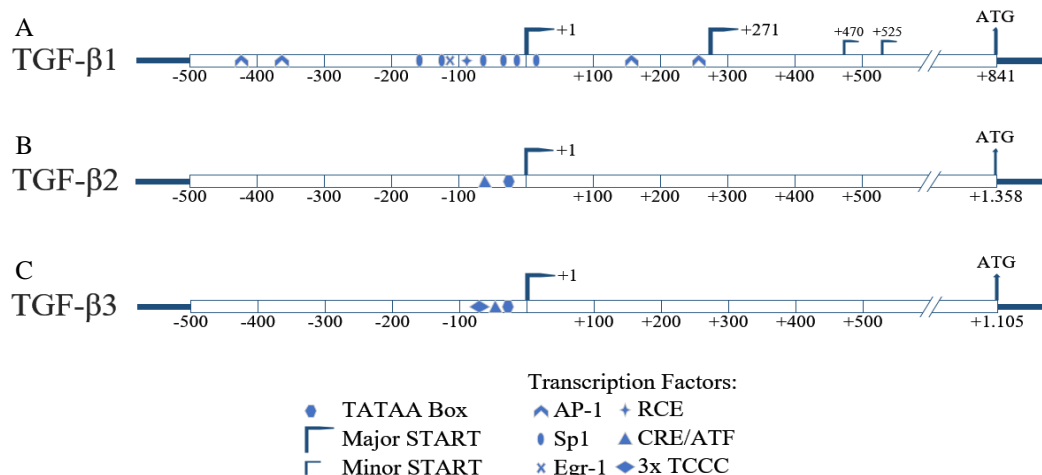 A
TGF-β1
+1
+271
+470
+525
ATG
-500 -400 -300 -200 -100 +100 +200 +300 +400 +500 +841
B
TGF-β2
+1
ATG
-500 -400 -300 -200 -100 +100 +200 +300 +400 +500 +1.358
C
TGF-β3
+1
ATG
-500 -400 -300 -200 -100 +100 +200 +300 +400 +500 +1.105
Transcription Factors:
TATAA Box AP-1 RCE
Major START Sp1 CRE/ATF
Minor START Egr-1 3x TCCC